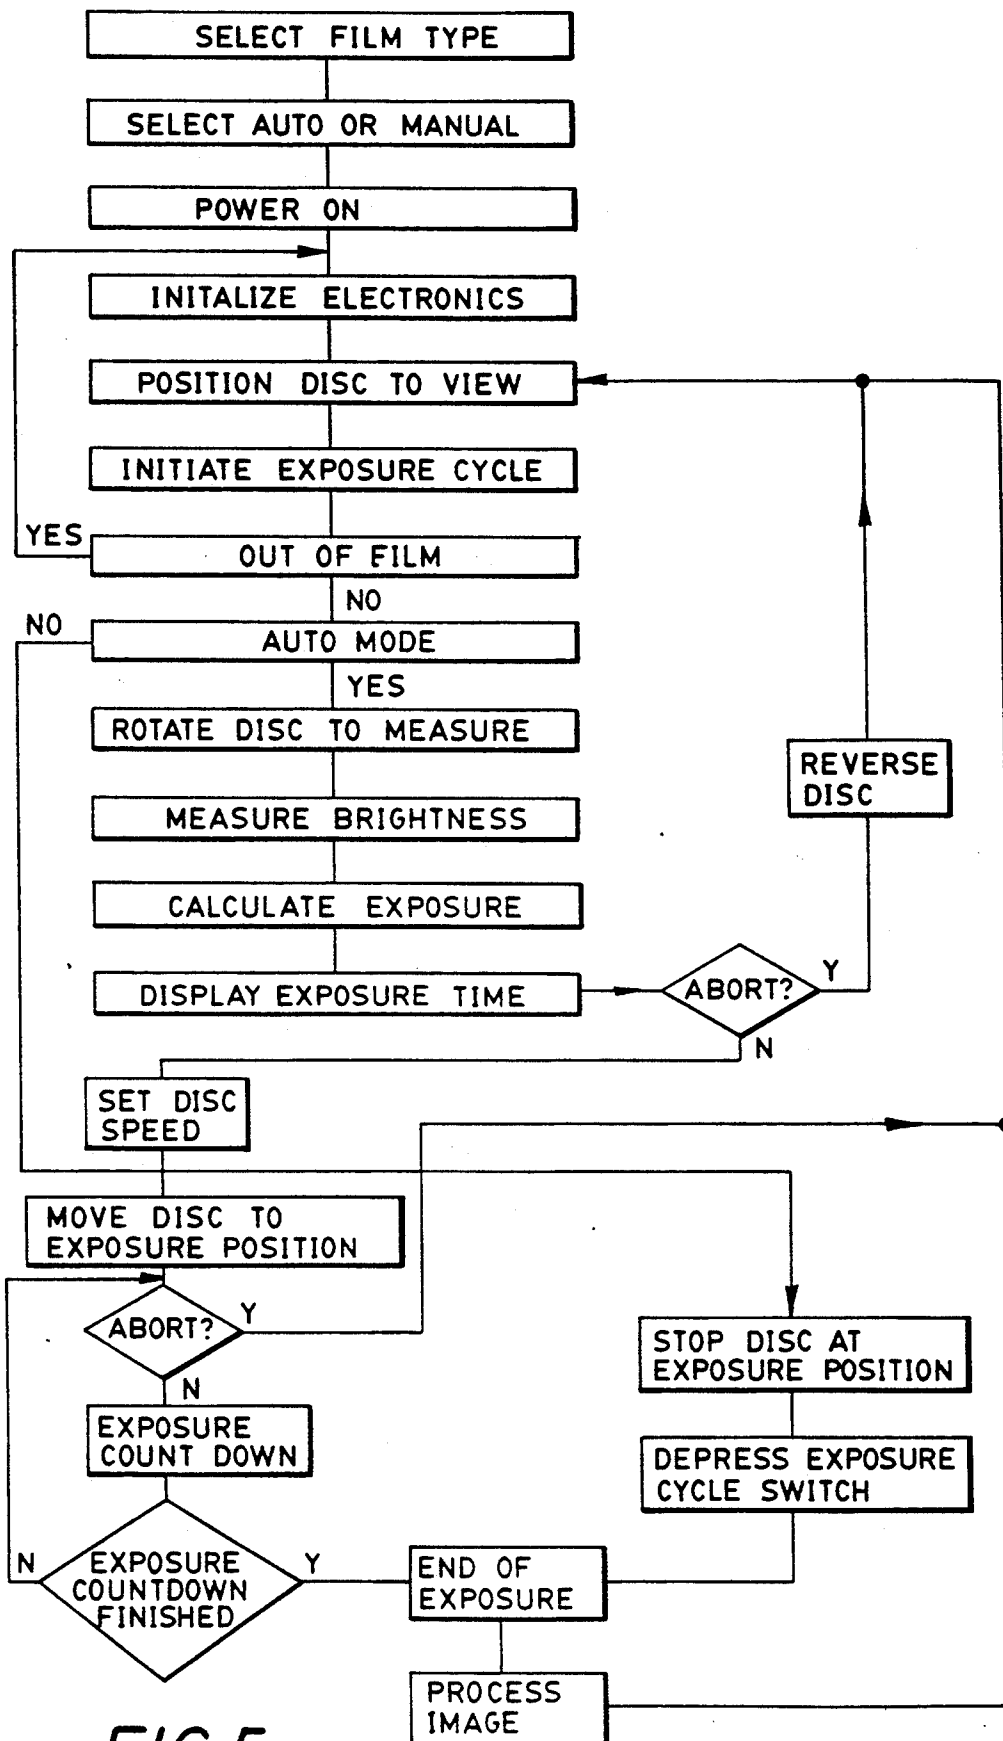 SELECT FILM TYPE
SELECT AUTO OR MANUAL
POWER ON
INITALIZE ELECTRONICS
POSITION DISC TO VIEW
INITIATE EXPOSURE CYCLE
YES
OUT OF FILM
NO
NO
AUTO MODE
YES
ROTATE DISC TO MEASURE
REVERSE
DISC
MEASURE BRIGHTNESS
CALCULATE EXPOSURE
DISPLAY EXPOSURE TIME
ABORT?
Y
N
SET DISC
SPEED
MOVE DISC TO
EXPOSURE POSITION
ABORT?
Y
N
STOP DISC AT
EXPOSURE POSITION
EXPOSURE
COUNT DOWN
DEPRESS EXPOSURE
CYCLE SWITCH
N
EXPOSURE
COUNTDOWN
FINISHED
Y
END OF
EXPOSURE
PROCESS
IMAGE
FIG.5